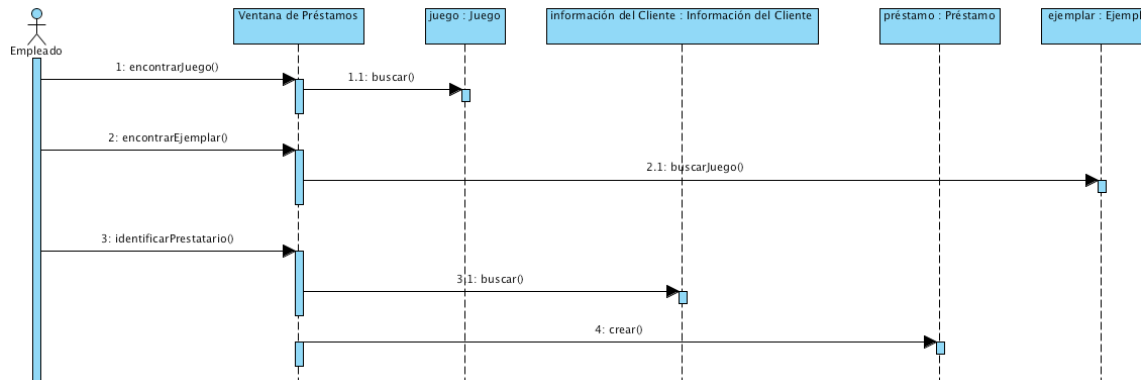 Ventana de Préstamos
juego : Juego
información del Cliente : Información del Cliente
préstamo : Préstamo
ejemplar : Ejempl
Empleado
1: encontrarJuego()
1.1: buscar()
2: encontrarEjemplar()
2.1: buscarJuego()
3: identificarPrestatario()
3.1: buscar()
4: crear()